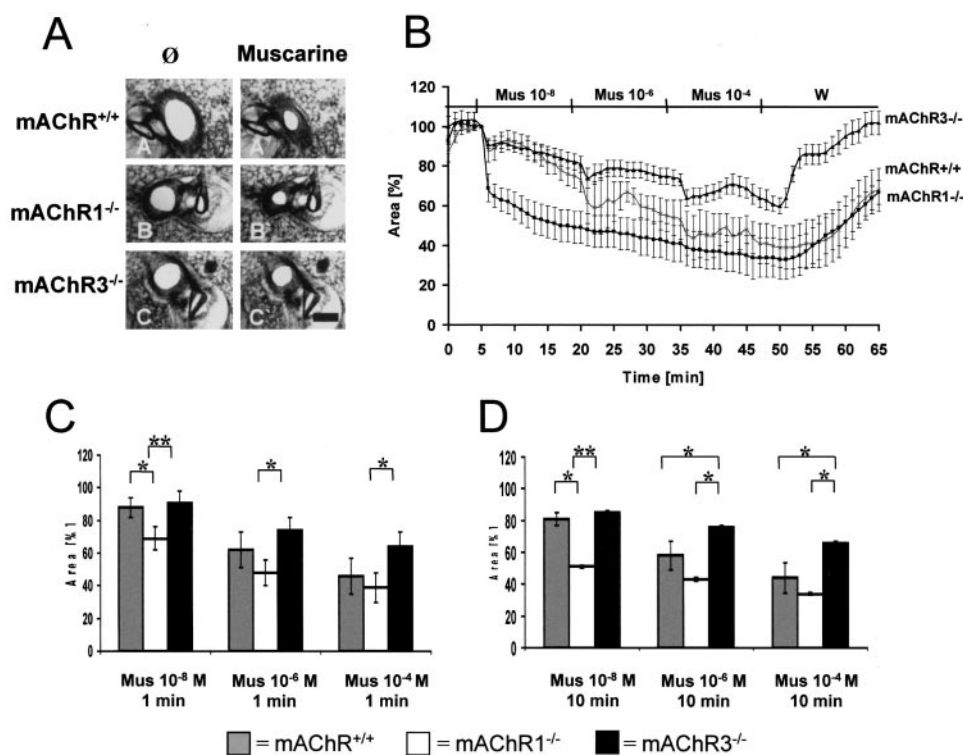 A
Ø Muscarine
mAChR+/+
A A'
mAChR1-/-
B B'
mAChR3-/-
C C'
B
Mus 10-8 Mus 10-6 Mus 10-4 W
120
100
80
60
40
20
0
Area [%]
0 5 10 15 20 25 30 35 40 45 50 55 60 65
Time [min]
mAChR3-/-
mAChR+/+
mAChR1-/-
C
120
100
80
60
40
20
0
Area [%]
* ** * *
Mus 10-8 M Mus 10-6 M Mus 10-4 M
1 min 1 min 1 min
D
120
100
80
60
40
20
0
Area [%]
* ** * * * *
Mus 10-8 M Mus 10-6 M Mus 10-4 M
10 min 10 min 10 min
= mAChR+/+ = mAChR1-/- = mAChR3-/-